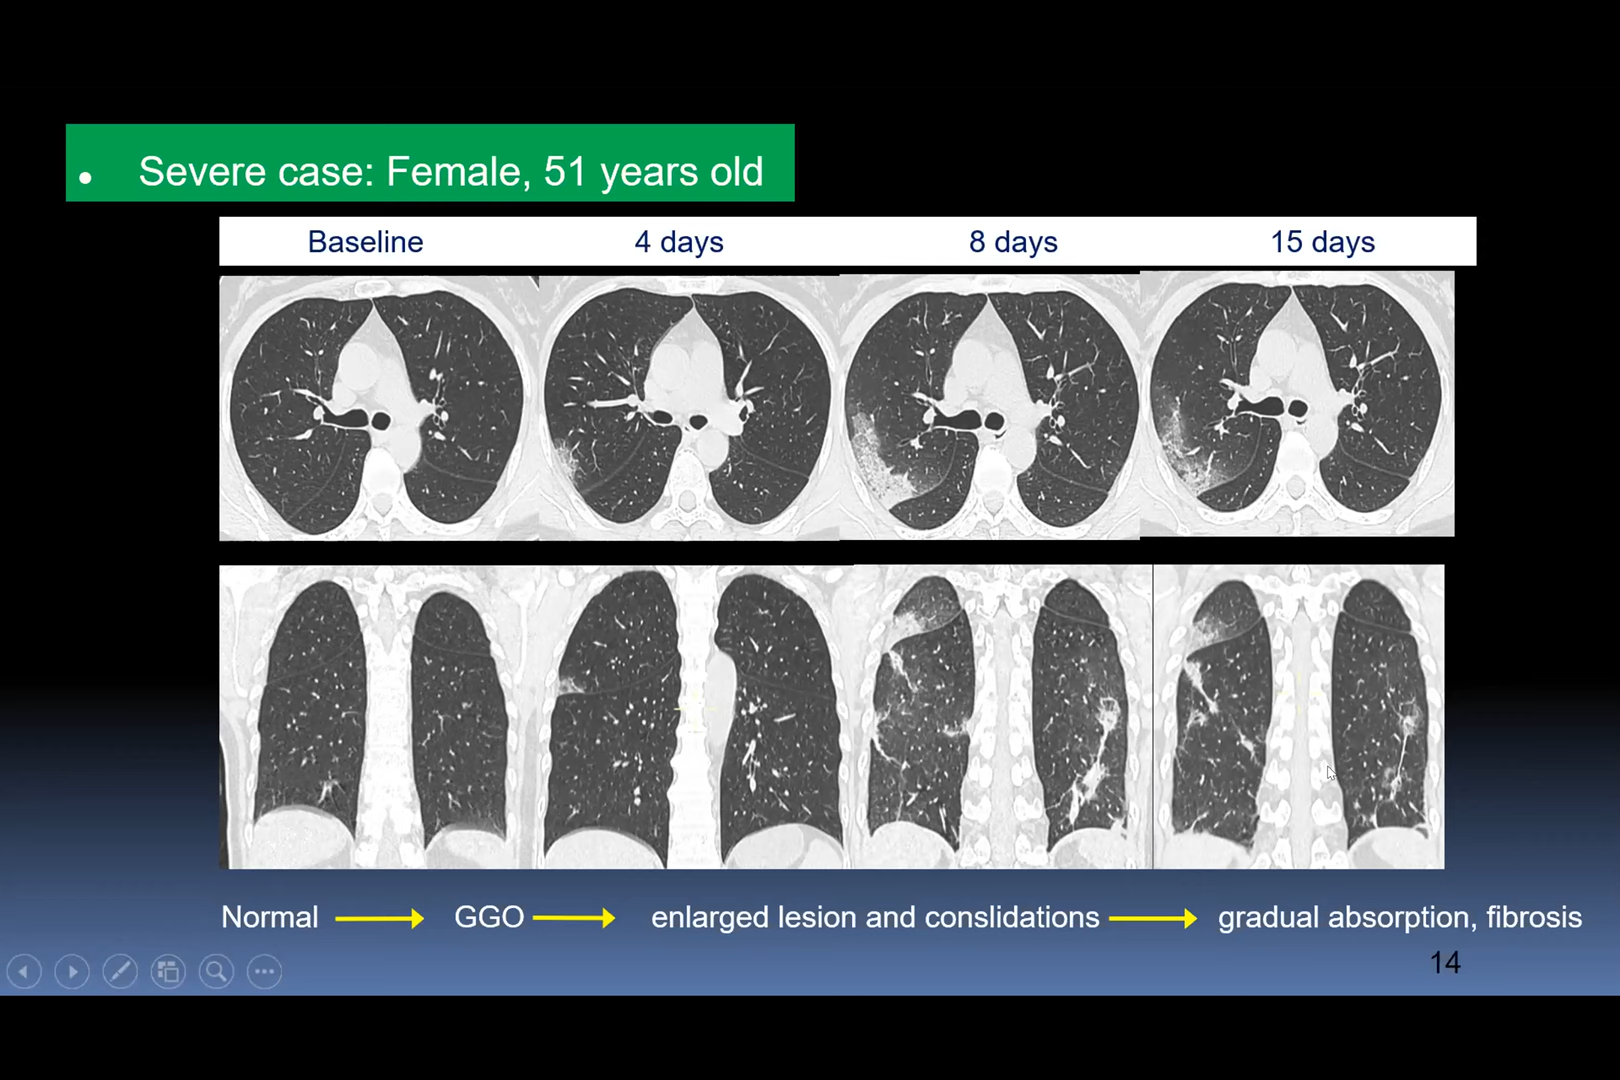 • Severe case: Female, 51 years old
Baseline 4 days 8 days 15 days
Normal GGO enlarged lesion and conslidations gradual absorption, fibrosis
14